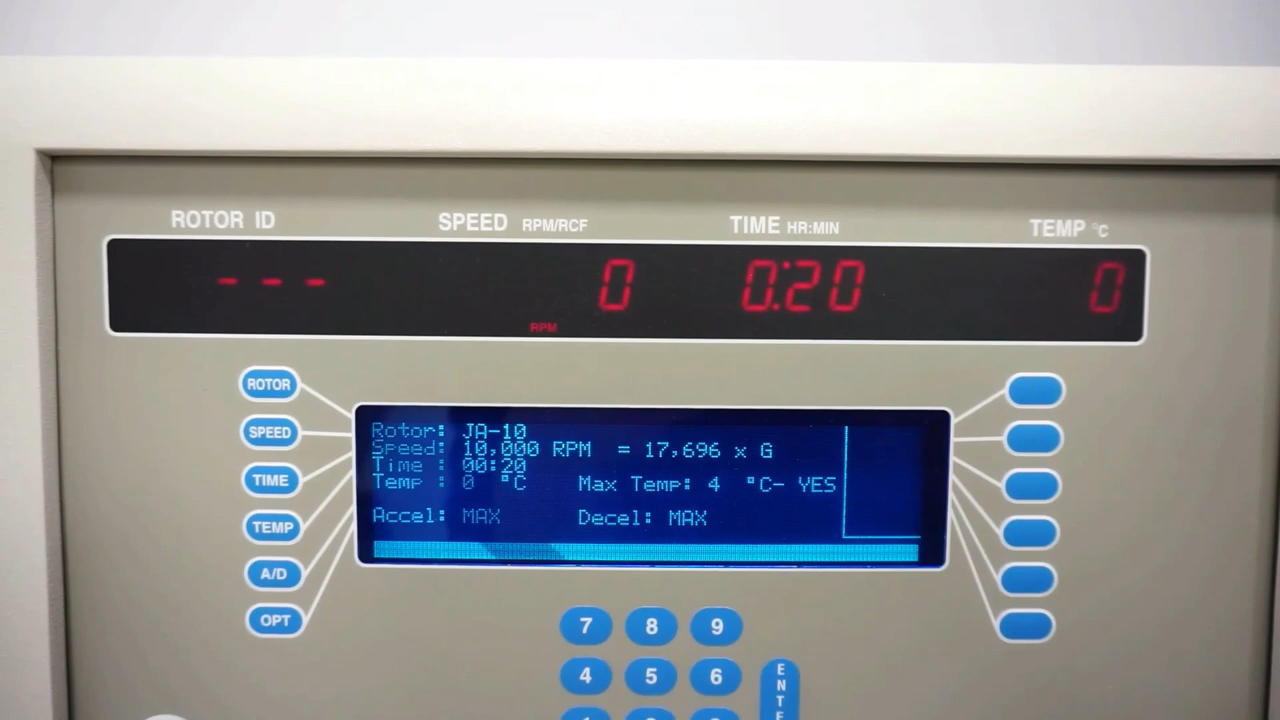 ROTOR ID SPEED RPM/RCF TIME HR:MIN TEMP °C
--- 0 0:20 0
RPM
ROTOR
SPEED
TIME
TEMP
A/D
OPT
Rotor: JA-10
Speed: 10,000 RPM = 17,696 x G
Time : 00:20
Temp : 0 °C Max Temp: 4 °C- YES
Accel: MAX Decel: MAX
7 8 9
4 5 6
ENTE